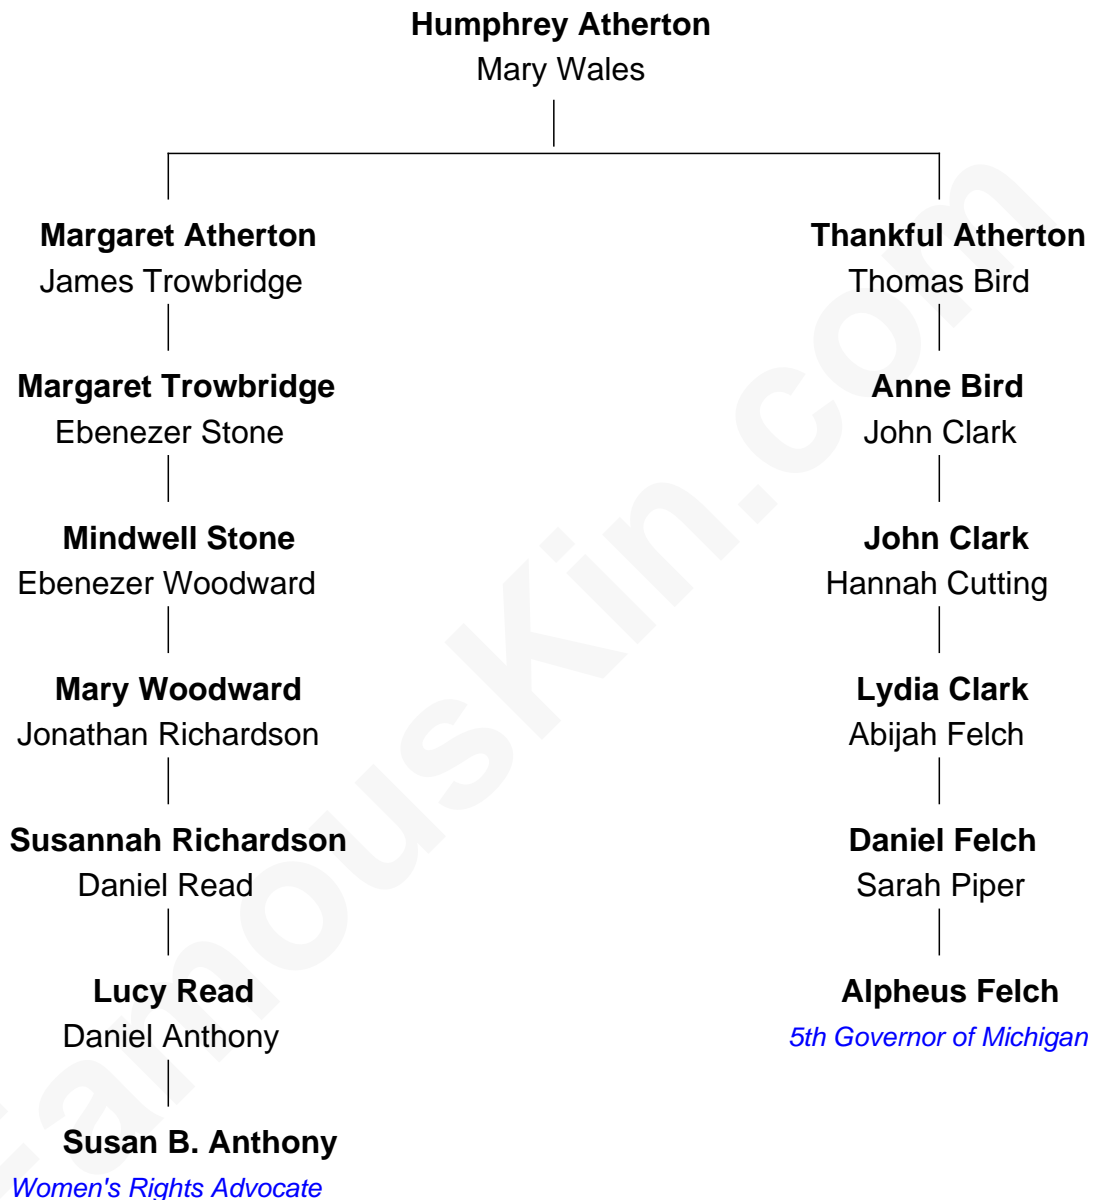 Humphrey Atherton
Mary Wales
Margaret Atherton
James Trowbridge
Thankful Atherton
Thomas Bird
Margaret Trowbridge
Ebenezer Stone
Anne Bird
John Clark
Mindwell Stone
Ebenezer Woodward
John Clark
Hannah Cutting
Mary Woodward
Jonathan Richardson
Lydia Clark
Abijah Felch
Susannah Richardson
Daniel Read
Daniel Felch
Sarah Piper
Lucy Read
Daniel Anthony
Alpheus Felch
5th Governor of Michigan
Susan B. Anthony
Women's Rights Advocate
FamousKin.com